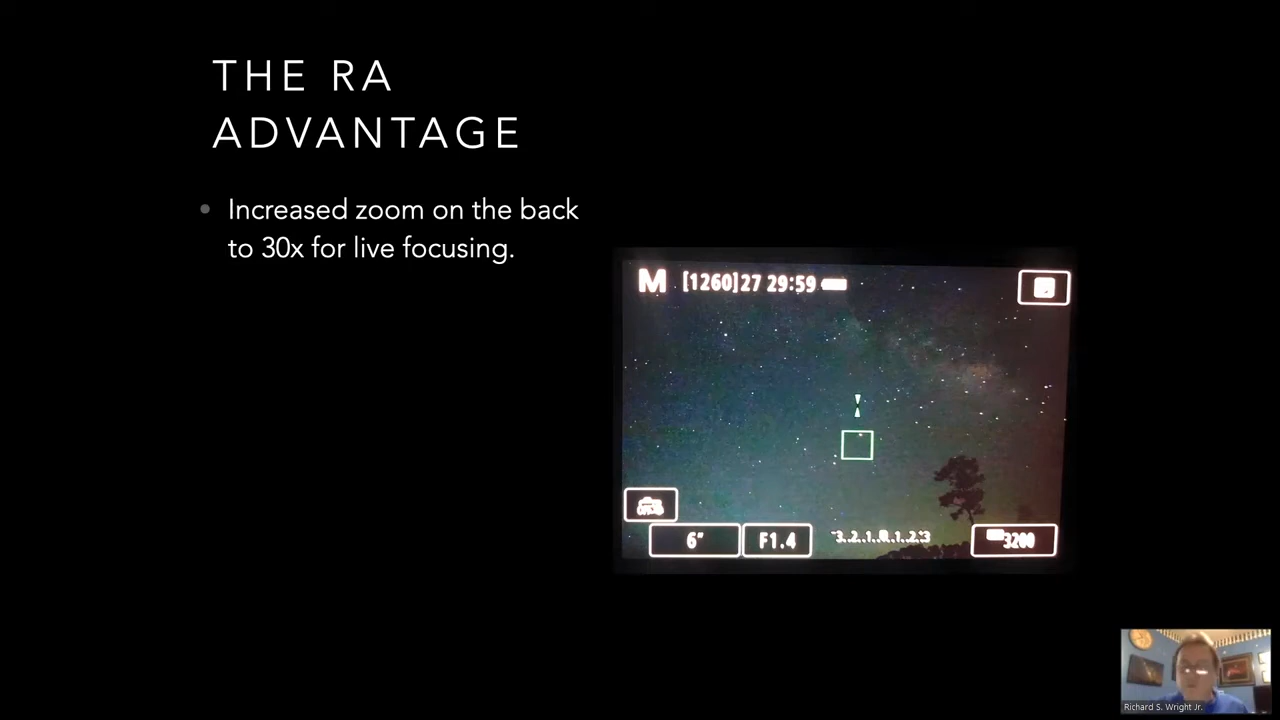 THE RA
ADVANTAGE
Increased zoom on the back
to 30x for live focusing.
M [1260]27 29:59
6" F1.4 3200
Richard S. Wright Jr.